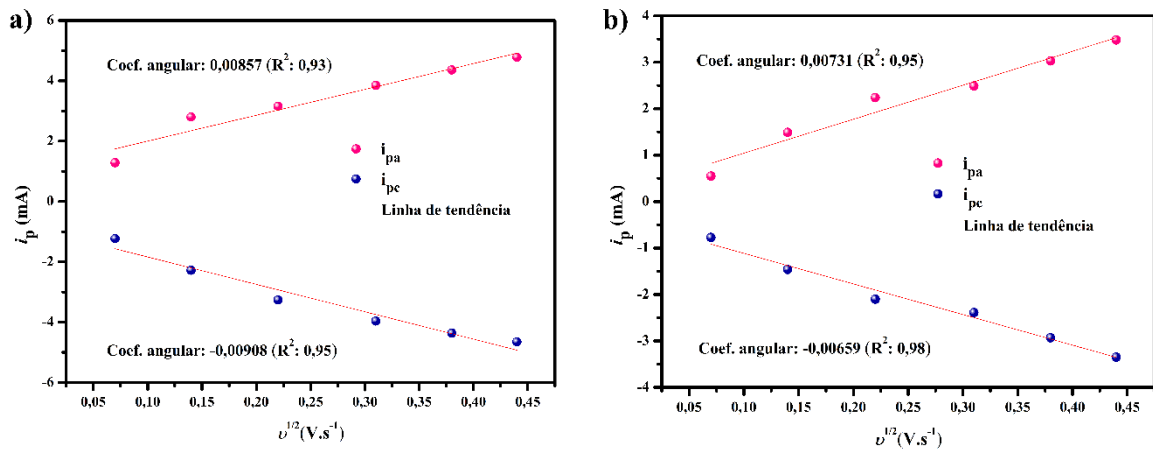 a)
Coef. angular: 0,00857 (R²: 0,93)
i_pa
i_pc
Linha de tendência
Coef. angular: -0,00908 (R²: 0,95)
i_p (mA)
6
4
2
0
-2
-4
-6
0,05 0,10 0,15 0,20 0,25 0,30 0,35 0,40 0,45
υ^1/2(V.s⁻¹)
b)
Coef. angular: 0,00731 (R²: 0,95)
i_pa
i_pc
Linha de tendência
Coef. angular: -0,00659 (R²: 0,98)
i_p (mA)
4
3
2
1
0
-1
-2
-3
-4
0,05 0,10 0,15 0,20 0,25 0,30 0,35 0,40 0,45
υ^1/2(V.s⁻¹)